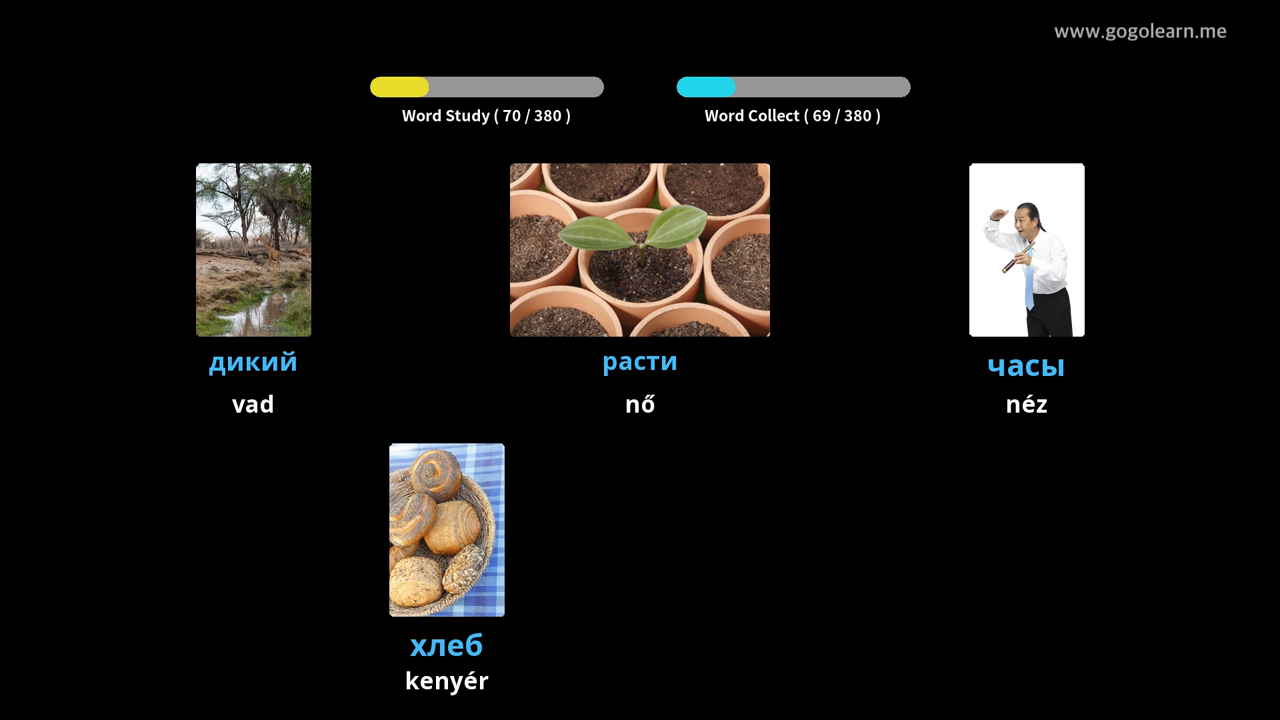 www.gogolearn.me
Word Study ( 70 / 380 )
Word Collect ( 69 / 380 )
дикий
расти
часы
vad
nő
néz
хлеб
kenyér